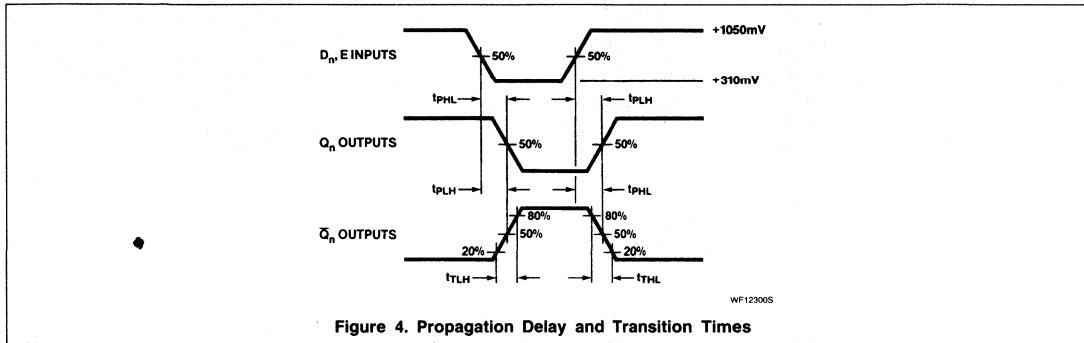 +1050mV
Dn, E INPUTS
50%
50%
+310mV
tPHL
tPLH
Qn OUTPUTS
50%
50%
tPLH
tPHL
80%
80%
Q̅n OUTPUTS
50%
50%
20%
20%
tTLH
tTHL
WF12300S
Figure 4. Propagation Delay and Transition Times